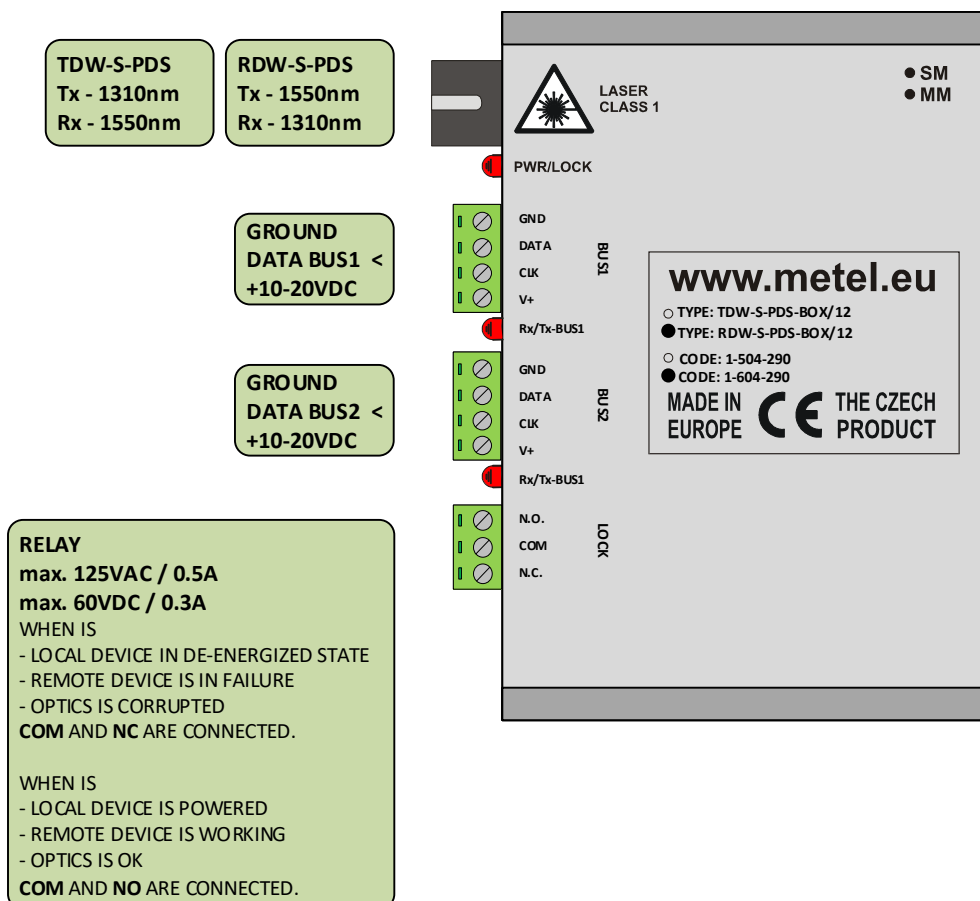 TDW-S-PDS
Tx - 1310nm
Rx - 1550nm
RDW-S-PDS
Tx - 1550nm
Rx - 1310nm
LASER
CLASS 1
SM
MM
PWR/LOCK
GROUND
DATA BUS1 <
+10-20VDC
GND
DATA
CLK
V+
BUS1
Rx/Tx-BUS1
www.metel.eu
TYPE: TDW-S-PDS-BOX/12
TYPE: RDW-S-PDS-BOX/12
CODE: 1-504-290
CODE: 1-604-290
MADE IN
EUROPE
CE
THE CZECH
PRODUCT
GROUND
DATA BUS2 <
+10-20VDC
GND
DATA
CLK
V+
BUS2
Rx/Tx-BUS1
N.O.
COM
N.C.
LOCK
RELAY
max. 125VAC / 0.5A
max. 60VDC / 0.3A
WHEN IS
- LOCAL DEVICE IN DE-ENERGIZED STATE
- REMOTE DEVICE IS IN FAILURE
- OPTICS IS CORRUPTED
COM AND NC ARE CONNECTED.
WHEN IS
- LOCAL DEVICE IS POWERED
- REMOTE DEVICE IS WORKING
- OPTICS IS OK
COM AND NO ARE CONNECTED.